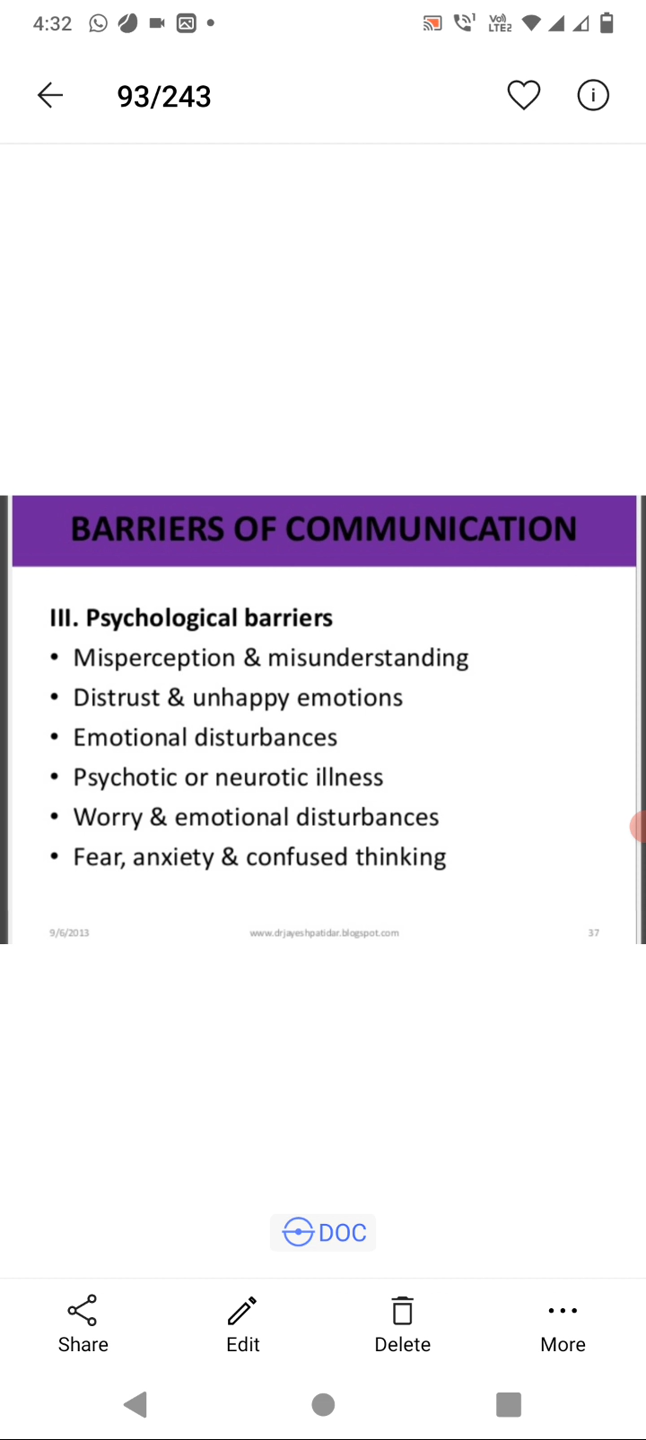 4:32
Vo)
LTE2
93/243
BARRIERS OF COMMUNICATION
III. Psychological barriers
• Misperception & misunderstanding
• Distrust & unhappy emotions
• Emotional disturbances
• Psychotic or neurotic illness
• Worry & emotional disturbances
• Fear, anxiety & confused thinking
9/6/2013 www.drjayeshpatidar.blogspot.com 37
DOC
Share Edit Delete More